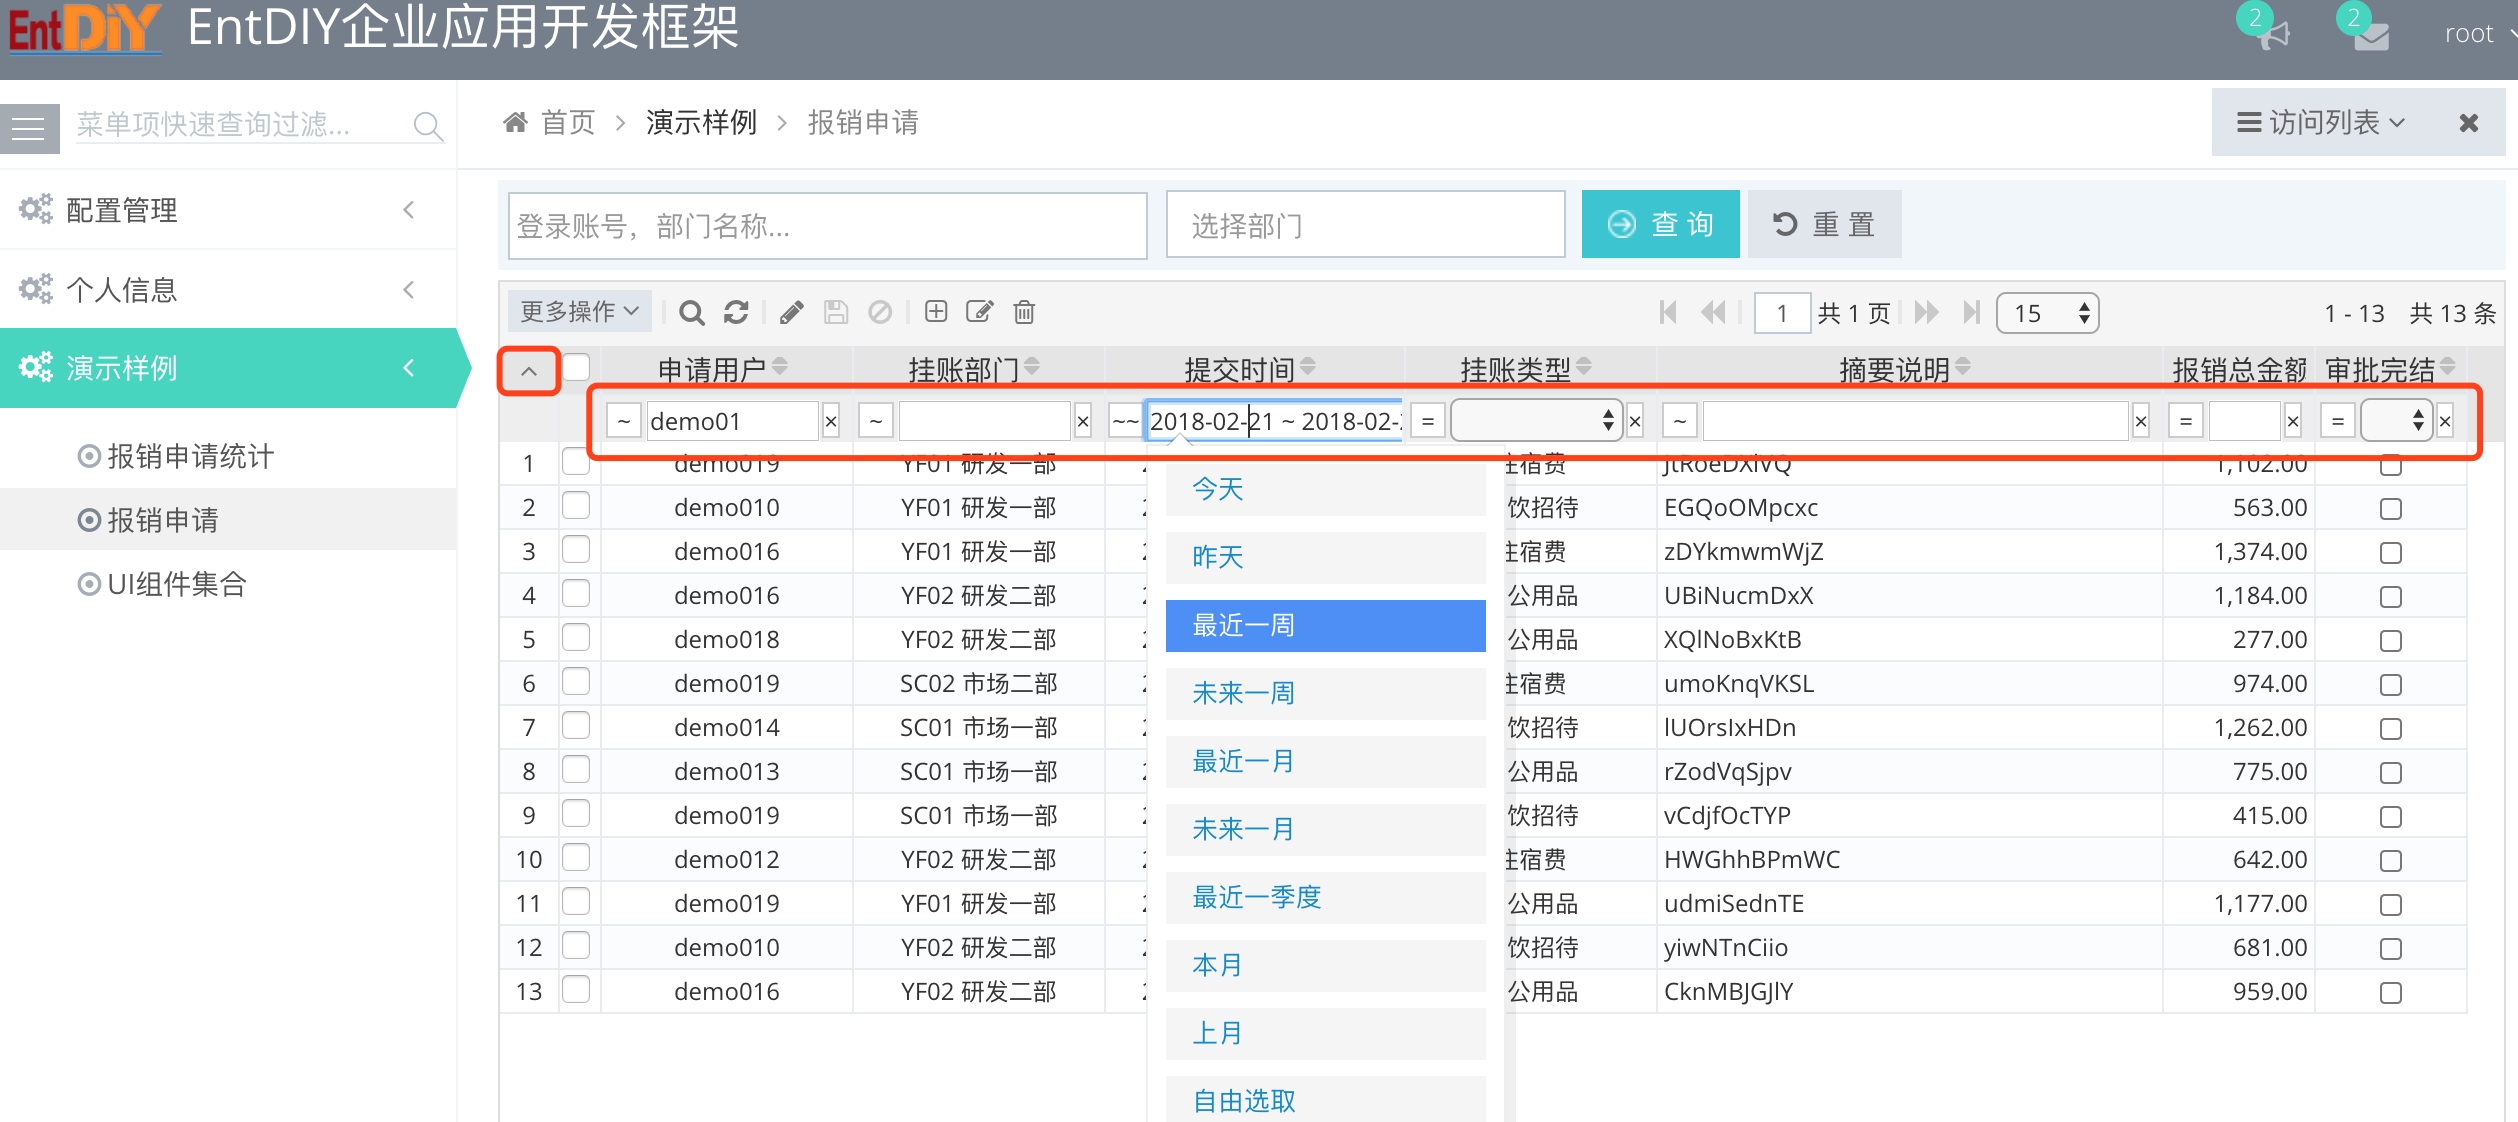 EntDiY EntDIY企业应用开发框架 2 2 root
菜单项快速查询过滤... 首页 演示样例 报销申请 访问列表
配置管理
个人信息
演示样例
报销申请统计
报销申请
UI组件集合
登录账号，部门名称... 选择部门 查 询 重 置
更多操作 1 共 1 页 15 1 - 13 共 13 条
申请用户 挂账部门 提交时间 挂账类型 摘要说明 报销总金额 审批完结
~ demo01 × ~ × ~~ 2018-02-21 ~ 2018-02- = × ~ × = × = ×
1 demo019 YF01 研发一部 住宿费 JtRoeDXlVQ 1,102.00
2 demo010 YF01 研发一部 饮招待 EGQoOMpcxc 563.00
3 demo016 YF01 研发一部 住宿费 zDYkmwmWjZ 1,374.00
4 demo016 YF02 研发二部 公用品 UBiNucmDxX 1,184.00
5 demo018 YF02 研发二部 公用品 XQlNoBxKtB 277.00
6 demo019 SC02 市场二部 住宿费 umoKnqVKSL 974.00
7 demo014 SC01 市场一部 饮招待 lUOrsIxHDn 1,262.00
8 demo013 SC01 市场一部 公用品 rZodVqSjpv 775.00
9 demo019 SC01 市场一部 饮招待 vCdjfOcTYP 415.00
10 demo012 YF02 研发二部 住宿费 HWGhhBPmWC 642.00
11 demo019 YF01 研发一部 公用品 udmiSednTE 1,177.00
12 demo010 YF02 研发二部 饮招待 yiwNTnCiio 681.00
13 demo016 YF02 研发二部 公用品 CknMBJGJlY 959.00
今天
昨天
最近一周
未来一周
最近一月
未来一月
最近一季度
本月
上月
自由选取